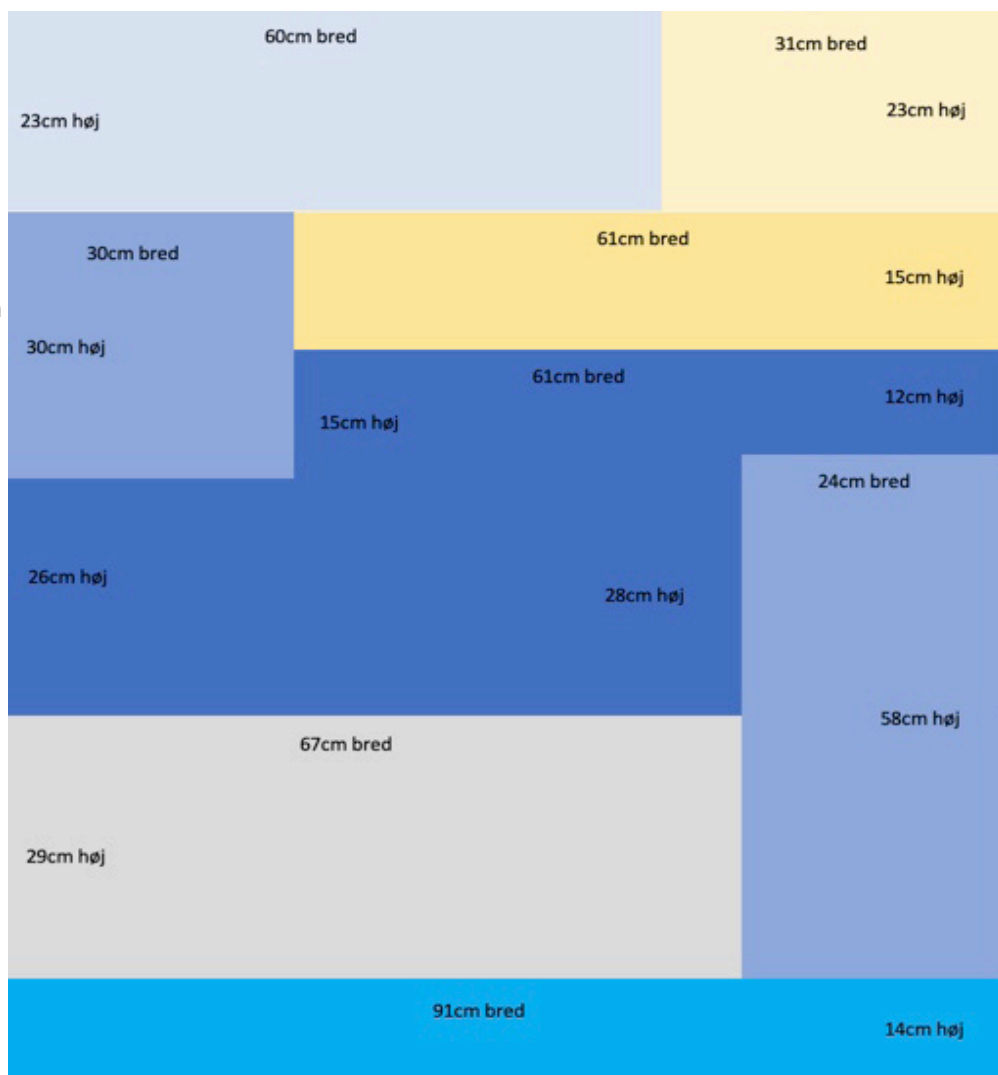 60cm bred
31cm bred
23cm høj
23cm høj
30cm bred
61cm bred
15cm høj
30cm høj
61cm bred
12cm høj
15cm høj
24cm bred
26cm høj
28cm høj
58cm høj
67cm bred
29cm høj
91cm bred
14cm høj